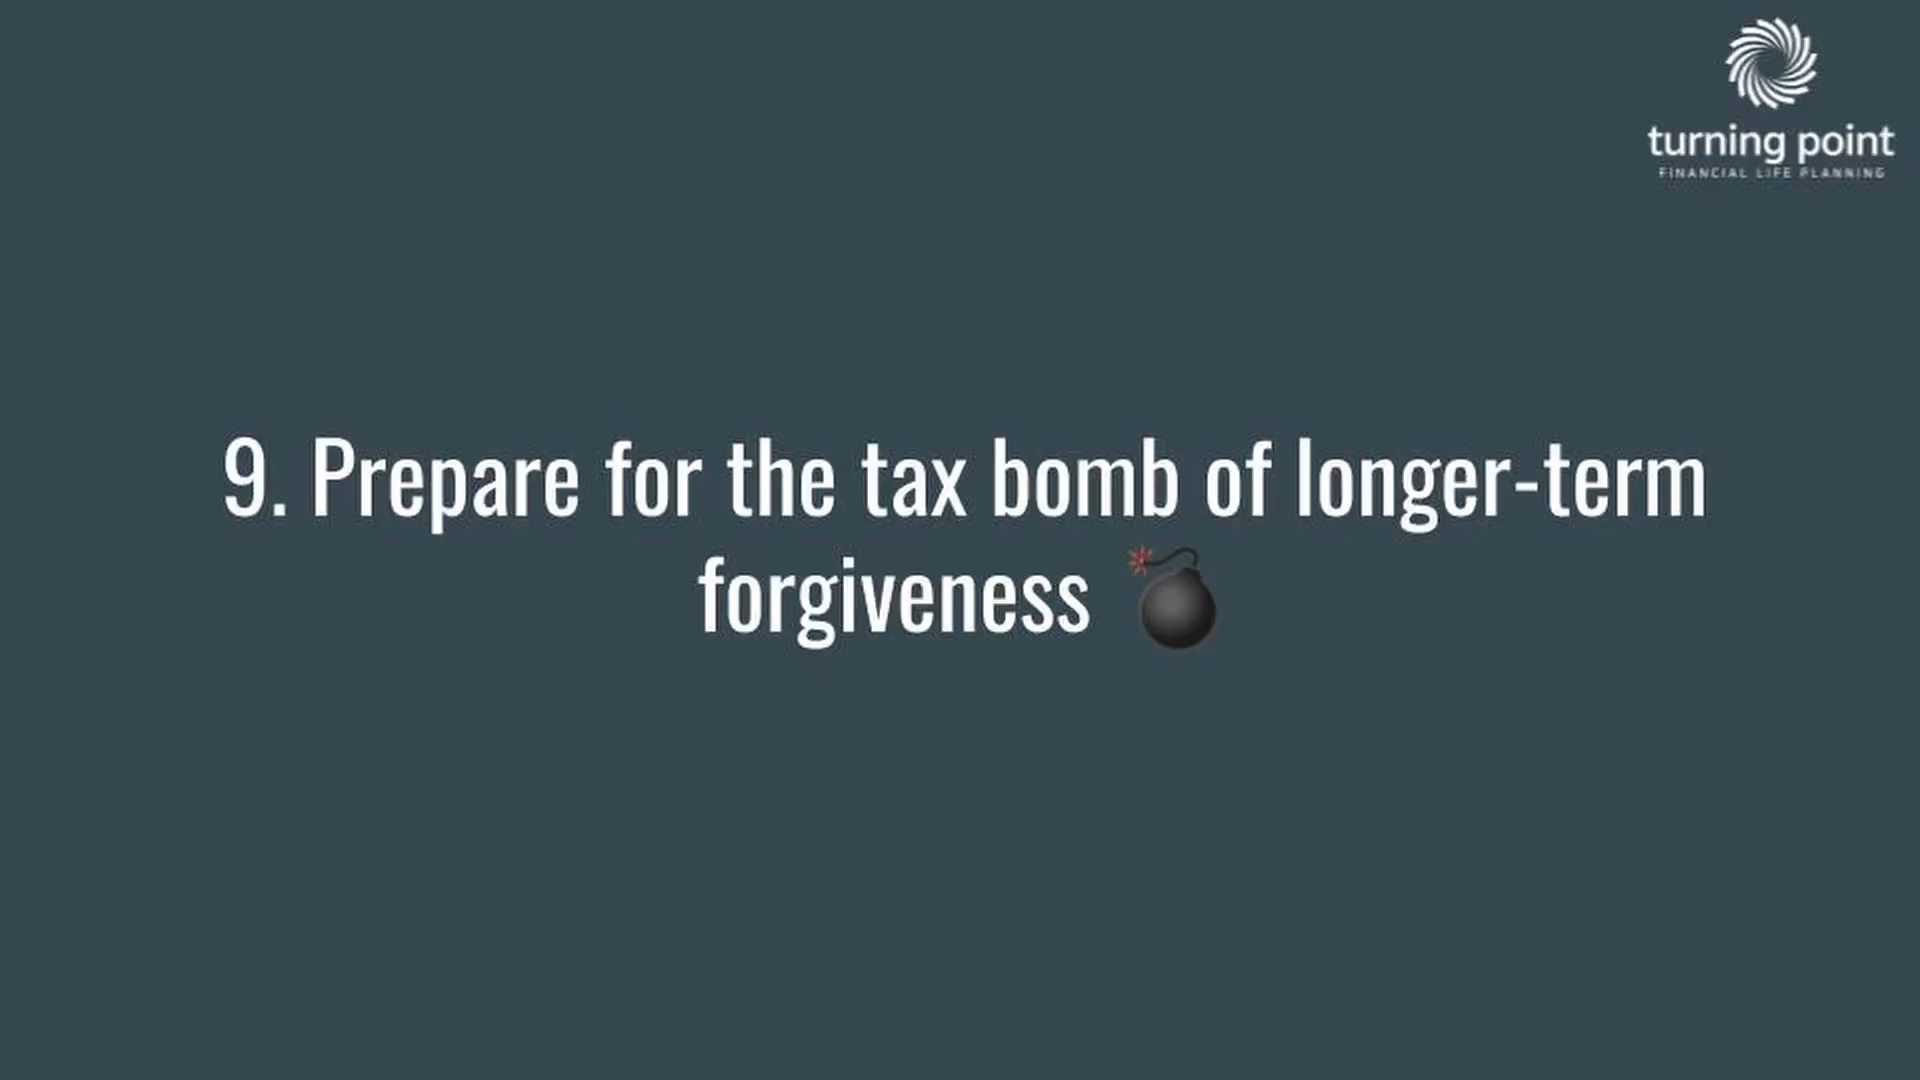 turning point
FINANCIAL LIFE PLANNING
9. Prepare for the tax bomb of longer-term
forgiveness 💣